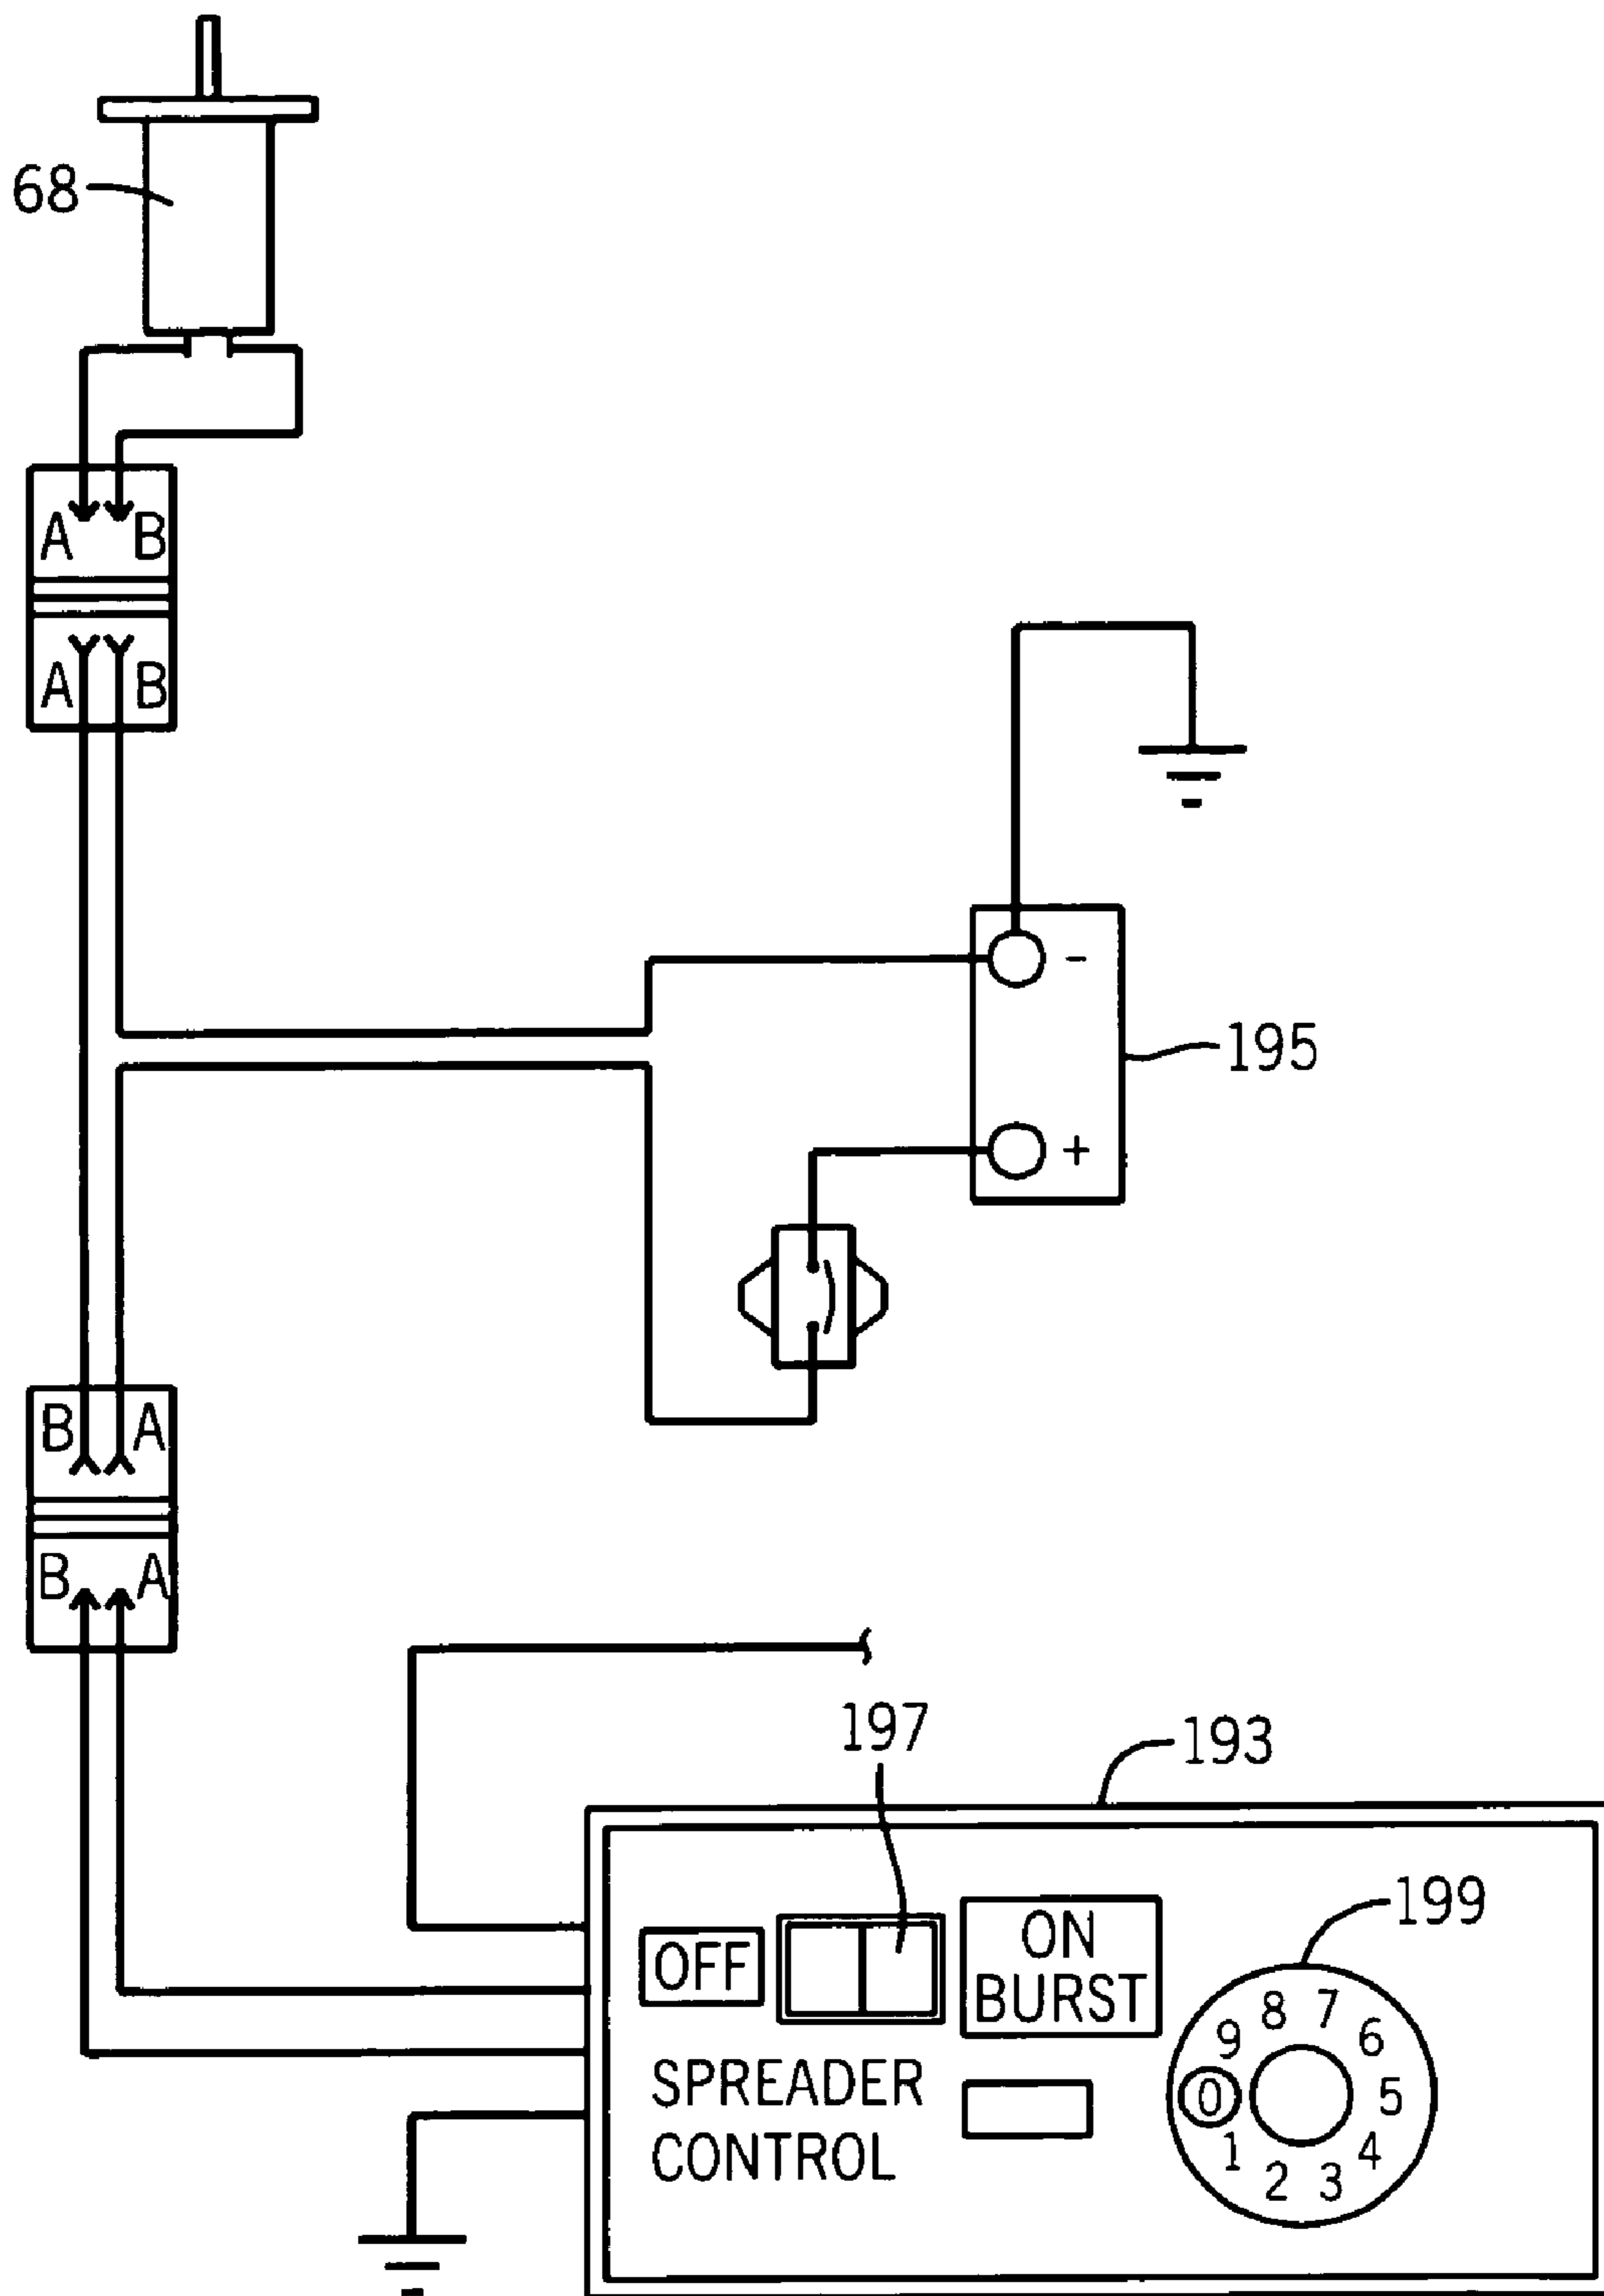 68
A B
A B
-
195
+
B A
B A
197
193
199
OFF
ON
BURST
SPREADER
CONTROL
0 1 2 3 4 5 6 7 8 9